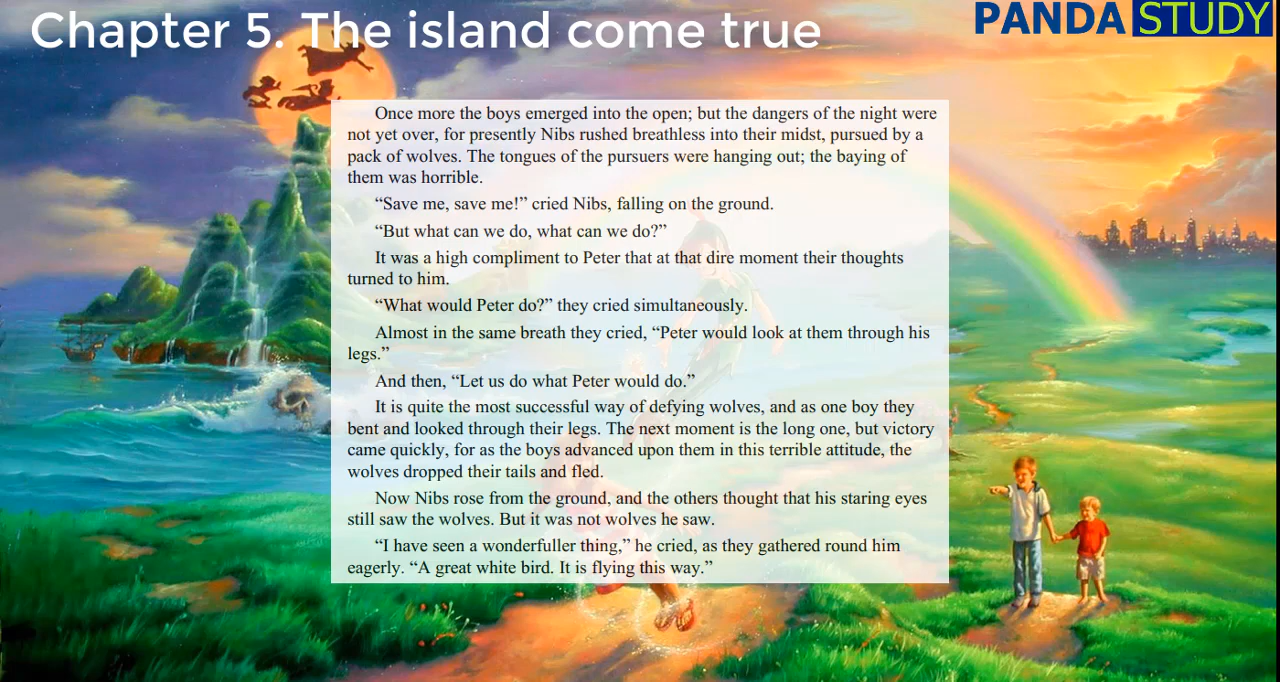 Chapter 5. The island come true
PANDA STUDY
Once more the boys emerged into the open; but the dangers of the night were
not yet over, for presently Nibs rushed breathless into their midst, pursued by a
pack of wolves. The tongues of the pursuers were hanging out; the baying of
them was horrible.
“Save me, save me!” cried Nibs, falling on the ground.
“But what can we do, what can we do?”
It was a high compliment to Peter that at that dire moment their thoughts
turned to him.
“What would Peter do?” they cried simultaneously.
Almost in the same breath they cried, “Peter would look at them through his
legs.”
And then, “Let us do what Peter would do.”
It is quite the most successful way of defying wolves, and as one boy they
bent and looked through their legs. The next moment is the long one, but victory
came quickly, for as the boys advanced upon them in this terrible attitude, the
wolves dropped their tails and fled.
Now Nibs rose from the ground, and the others thought that his staring eyes
still saw the wolves. But it was not wolves he saw.
“I have seen a wonderfuller thing,” he cried, as they gathered round him
eagerly. “A great white bird. It is flying this way.”